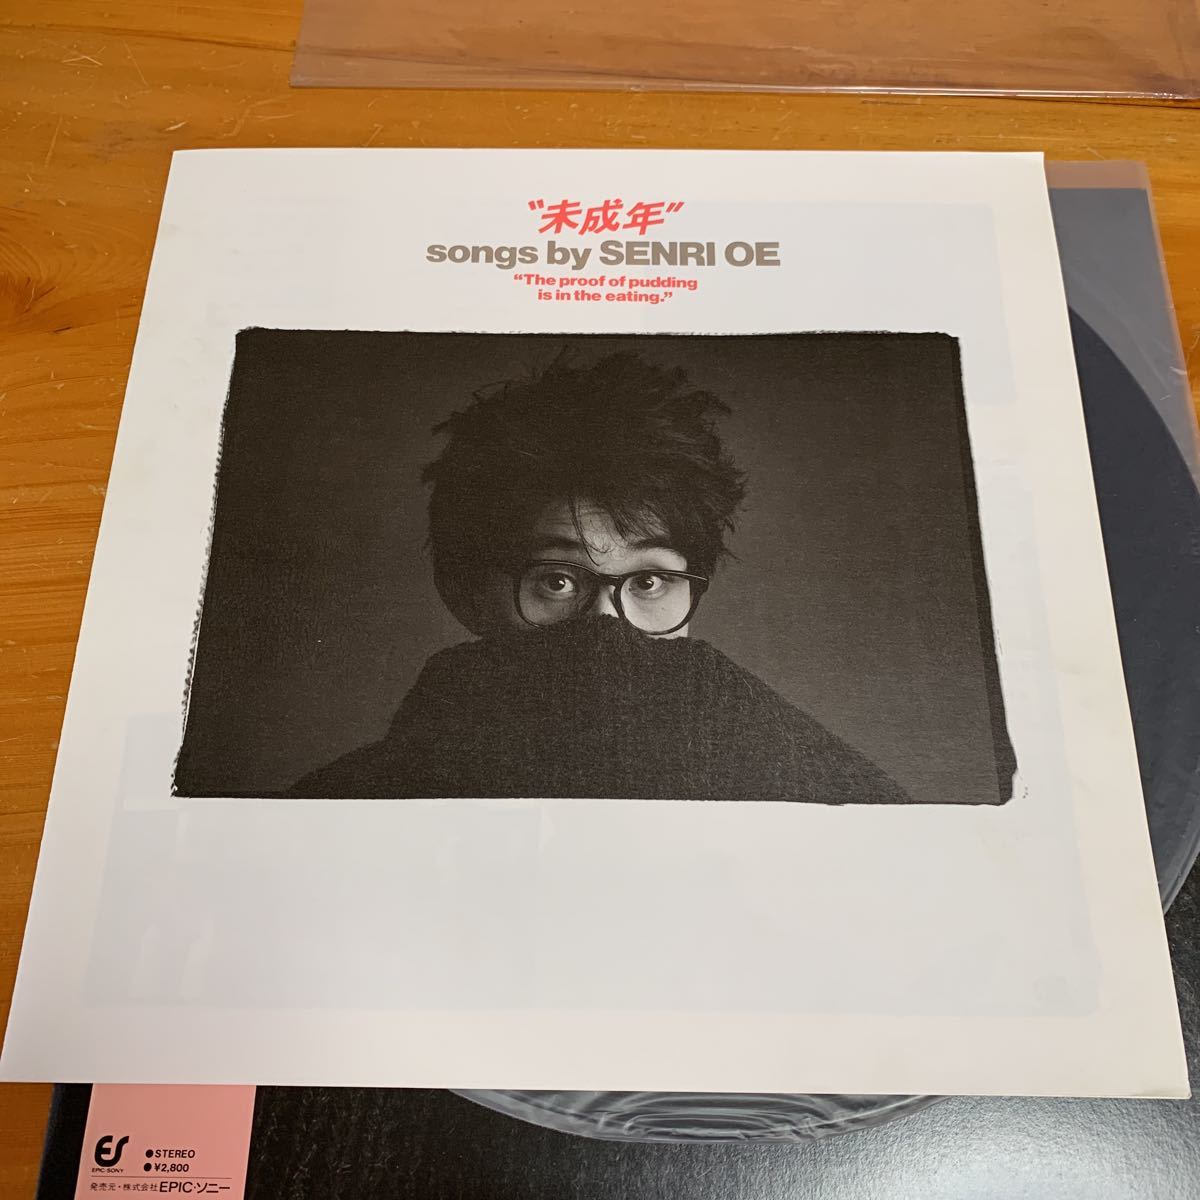 “未成年”
songs by SENRI OE
“The proof of pudding
is in the eating.”
ES
EPIC/SONY
●STEREO
●¥2,800
発売元・株式会社EPIC・ソニー